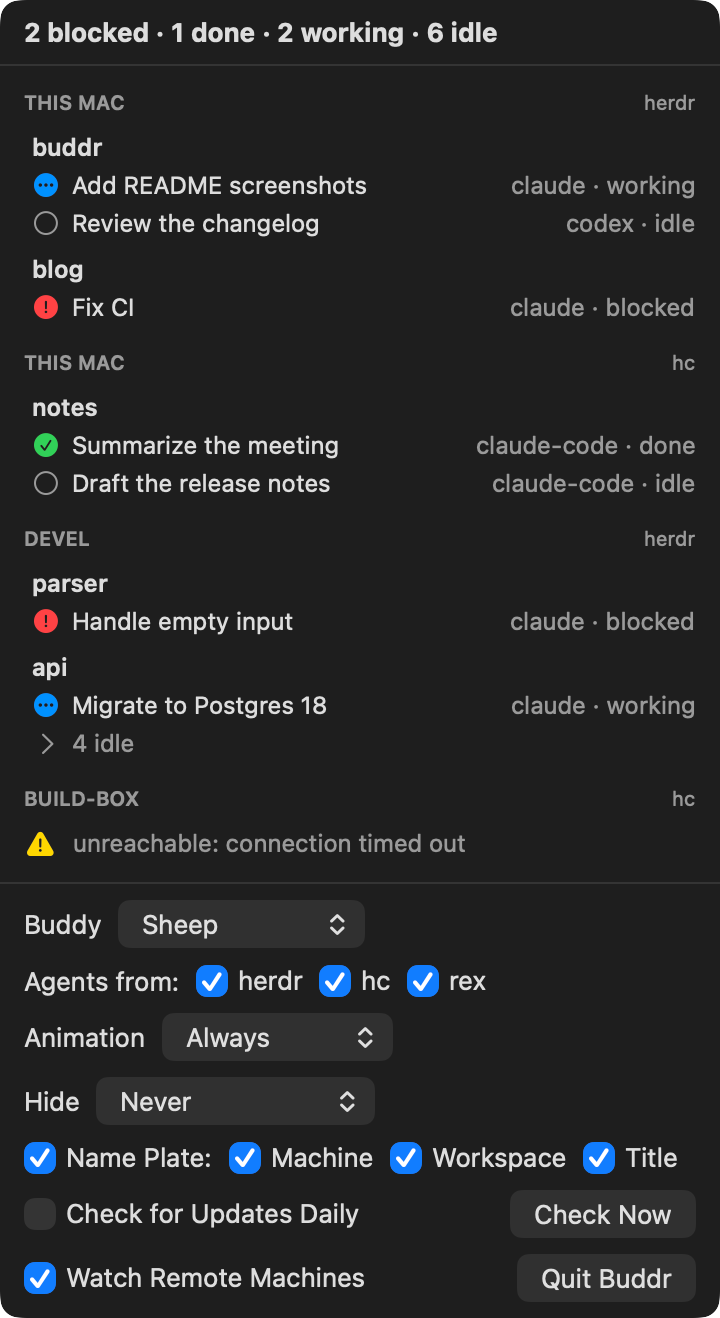 2 blocked · 1 done · 2 working · 6 idle
THIS MAC herdr
buddr
Add README screenshots claude · working
Review the changelog codex · idle
blog
Fix CI claude · blocked
THIS MAC hc
notes
Summarize the meeting claude-code · done
Draft the release notes claude-code · idle
DEVEL herdr
parser
Handle empty input claude · blocked
api
Migrate to Postgres 18 claude · working
4 idle
BUILD-BOX hc
unreachable: connection timed out
Buddy Sheep
Agents from: herdr hc rex
Animation Always
Hide Never
Name Plate: Machine Workspace Title
Check for Updates Daily Check Now
Watch Remote Machines Quit Buddr